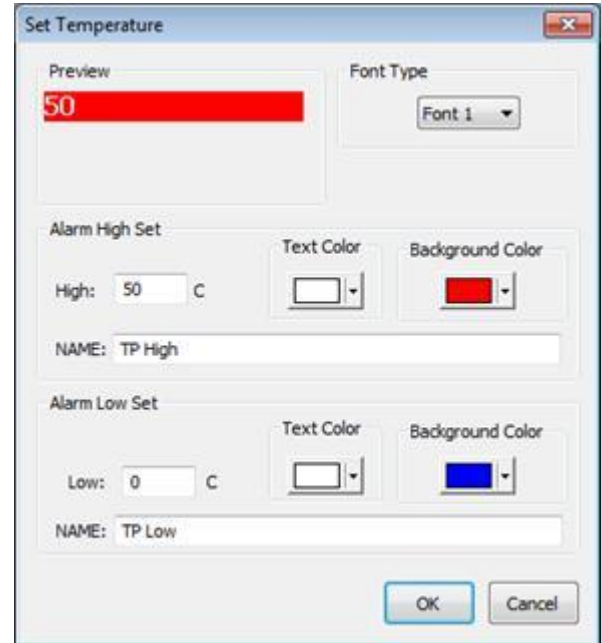 Set Temperature
Preview
50
Font Type
Font 1
Alarm High Set
Text Color
Background Color
High: 50 C
NAME: TP High
Alarm Low Set
Text Color
Background Color
Low: 0 C
NAME: TP Low
OK
Cancel